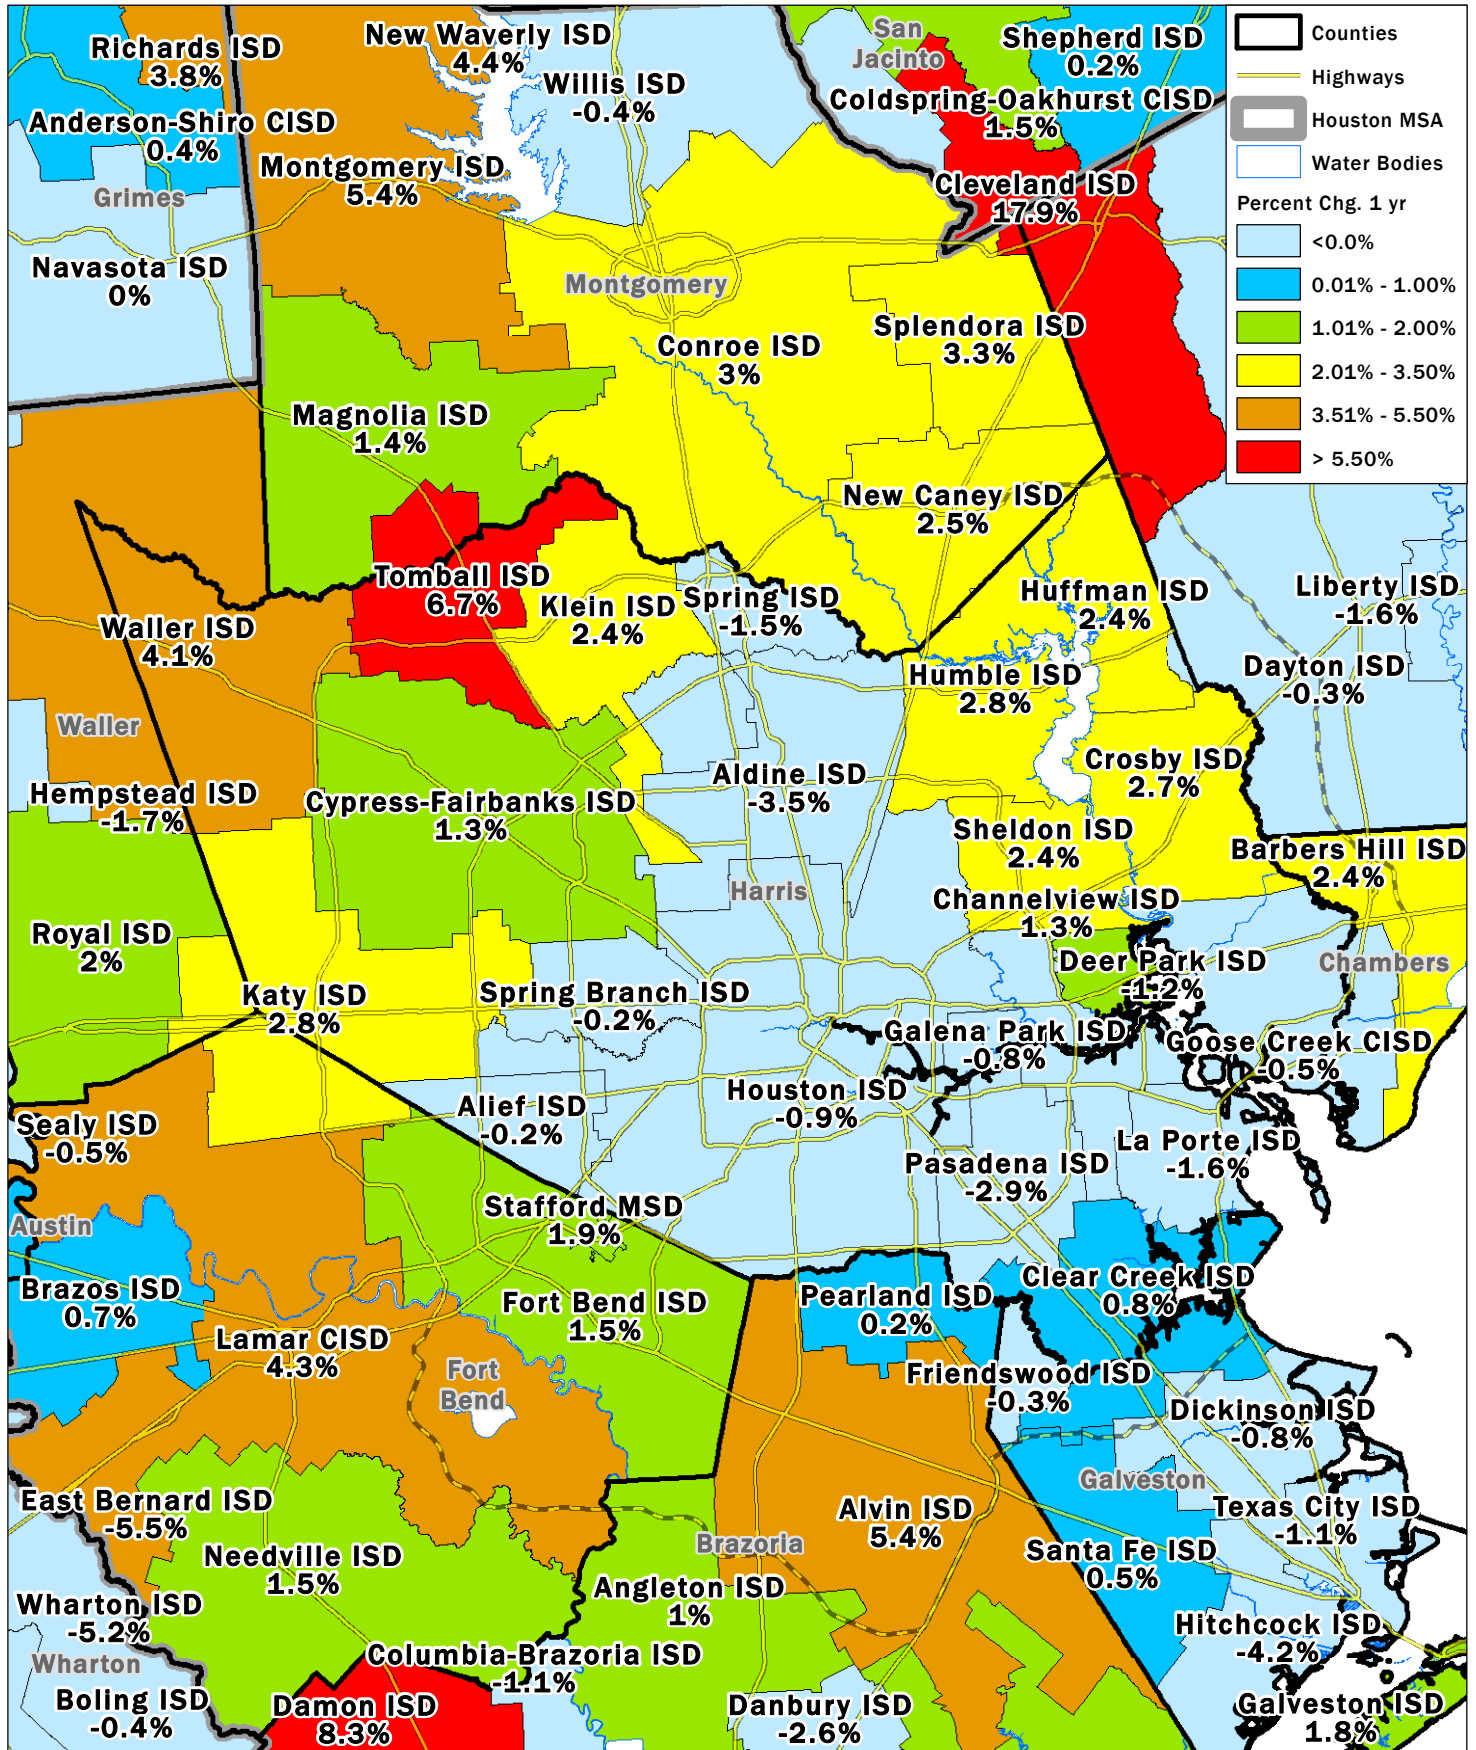 Richards ISD
3.8%
New Waverly ISD
4.4%
Willis ISD
-0.4%
San
Jacinto
Shepherd ISD
0.2%
Coldspring-Oakhurst CISD
1.5%
Counties
Highways
Houston MSA
Water Bodies
Percent Chg. 1 yr
<0.0%
0.01% - 1.00%
1.01% - 2.00%
2.01% - 3.50%
3.51% - 5.50%
> 5.50%
Anderson-Shiro CISD
0.4%
Montgomery ISD
5.4%
Grimes
Cleveland ISD
17.9%
Navasota ISD
0%
Montgomery
Splendora ISD
3.3%
Conroe ISD
3%
Magnolia ISD
1.4%
New Caney ISD
2.5%
Tomball ISD
6.7%
Klein ISD
2.4%
Spring ISD
-1.5%
Huffman ISD
2.4%
Liberty ISD
-1.6%
Waller ISD
4.1%
Humble ISD
2.8%
Dayton ISD
-0.3%
Waller
Hempstead ISD
-1.7%
Cypress-Fairbanks ISD
1.3%
Aldine ISD
-3.5%
Crosby ISD
2.7%
Sheldon ISD
2.4%
Barbers Hill ISD
2.4%
Harris
Channelview ISD
1.3%
Royal ISD
2%
Deer Park ISD
-1.2%
Chambers
Katy ISD
2.8%
Spring Branch ISD
-0.2%
Galena Park ISD
-0.8%
Goose Creek CISD
-0.5%
Houston ISD
-0.9%
Alief ISD
-0.2%
Sealy ISD
-0.5%
La Porte ISD
-1.6%
Pasadena ISD
-2.9%
Stafford MSD
1.9%
Austin
Brazos ISD
0.7%
Clear Creek ISD
0.8%
Pearland ISD
0.2%
Fort Bend ISD
1.5%
Lamar CISD
4.3%
Fort
Bend
Friendswood ISD
-0.3%
Dickinson ISD
-0.8%
Galveston
East Bernard ISD
-5.5%
Alvin ISD
5.4%
Texas City ISD
-1.1%
Brazoria
Needville ISD
1.5%
Santa Fe ISD
0.5%
Angleton ISD
1%
Wharton ISD
-5.2%
Hitchcock ISD
-4.2%
Wharton
Columbia-Brazoria ISD
-1.1%
Boling ISD
-0.4%
Damon ISD
8.3%
Danbury ISD
-2.6%
Galveston ISD
1.8%